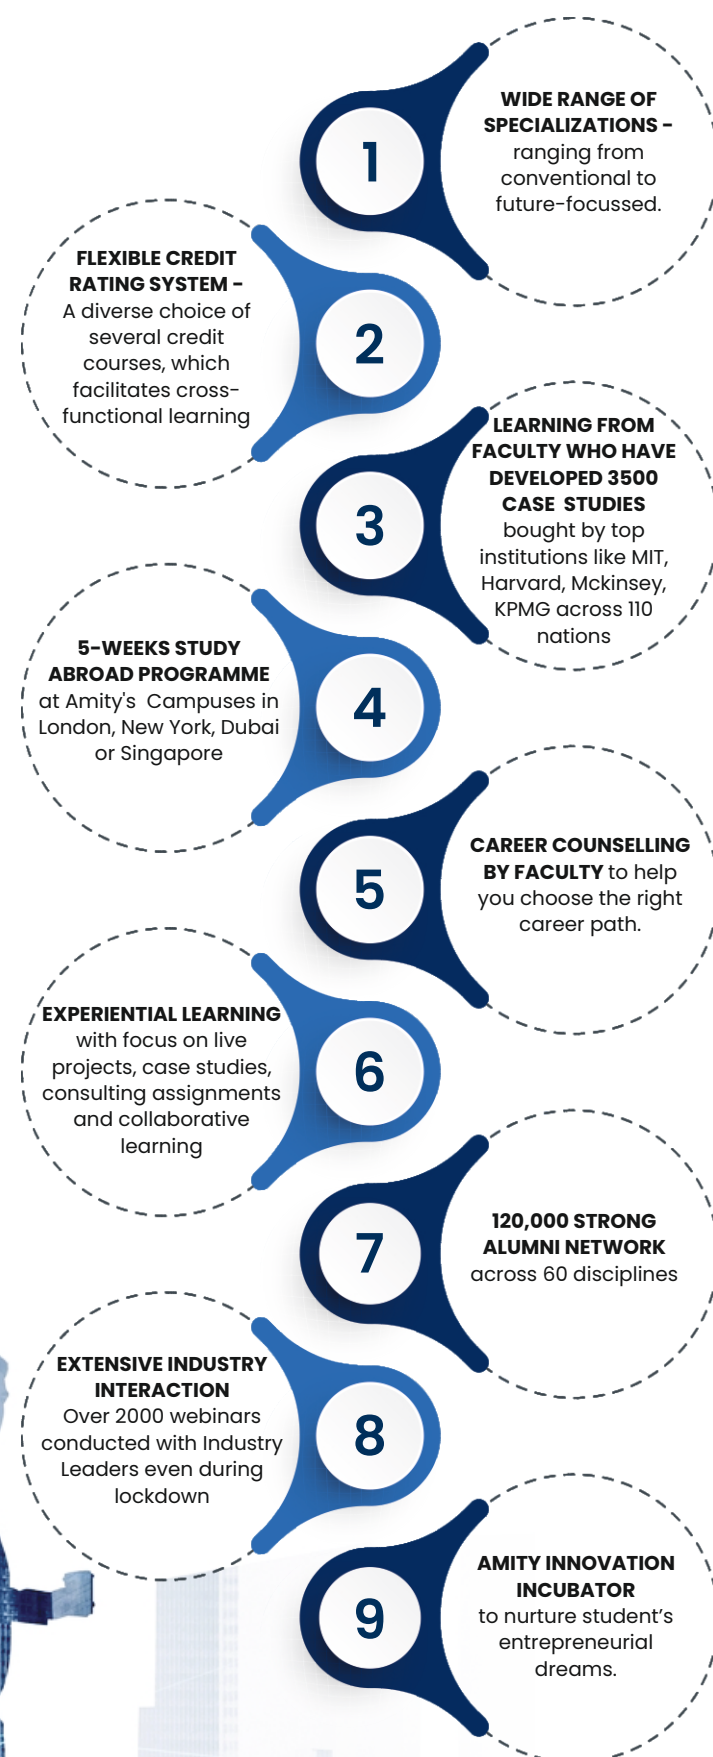 1
WIDE RANGE OF
SPECIALIZATIONS -
ranging from
conventional to
future-focussed.
2
FLEXIBLE CREDIT
RATING SYSTEM -
A diverse choice of
several credit
courses, which
facilitates cross-
functional learning
3
LEARNING FROM
FACULTY WHO HAVE
DEVELOPED 3500
CASE STUDIES
bought by top
institutions like MIT,
Harvard, Mckinsey,
KPMG across 110
nations
4
5-WEEKS STUDY
ABROAD PROGRAMME
at Amity's Campuses in
London, New York, Dubai
or Singapore
5
CAREER COUNSELLING
BY FACULTY to help
you choose the right
career path.
6
EXPERIENTIAL LEARNING
with focus on live
projects, case studies,
consulting assignments
and collaborative
learning
7
120,000 STRONG
ALUMNI NETWORK
across 60 disciplines
8
EXTENSIVE INDUSTRY
INTERACTION
Over 2000 webinars
conducted with Industry
Leaders even during
lockdown
9
AMITY INNOVATION
INCUBATOR
to nurture student’s
entrepreneurial
dreams.